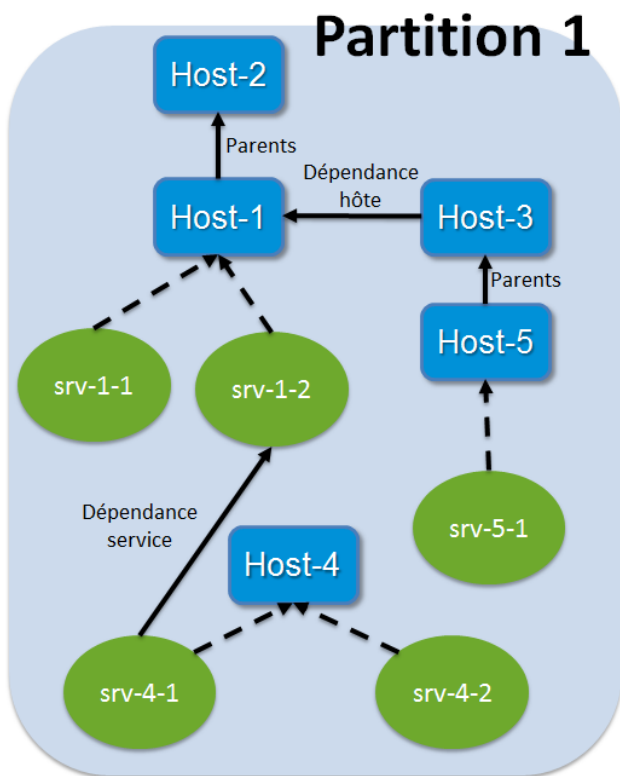 Partition 1
Host-2
Parents
Dépendance
hôte
Host-1
Host-3
Parents
Host-5
srv-1-1
srv-1-2
Dépendance
service
srv-5-1
Host-4
srv-4-1
srv-4-2